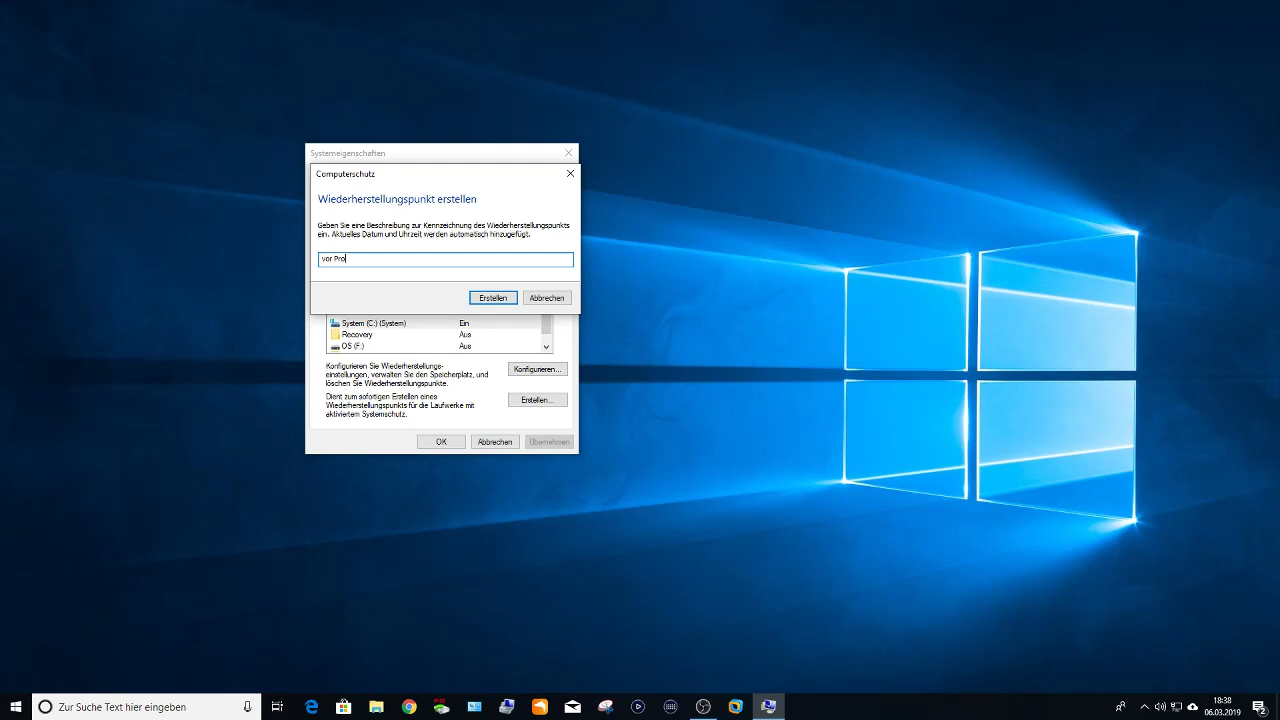 Systemeigenschaften
Computerschutz
Wiederherstellungspunkt erstellen
Geben Sie eine Beschreibung zur Kennzeichnung des Wiederherstellungspunkts
ein. Aktuelles Datum und Uhrzeit werden automatisch hinzugefügt.
vor Pro
Erstellen Abbrechen
System (C:) (System) Ein
Recovery Aus
OS (F:) Aus
Konfigurieren Sie Wiederherstellungs-
einstellungen, verwalten Sie den Speicherplatz, und
löschen Sie Wiederherstellungspunkte.
Konfigurieren...
Dient zum sofortigen Erstellen eines
Wiederherstellungspunkts für die Laufwerke mit
aktiviertem Systemschutz.
Erstellen...
OK Abbrechen Übernehmen
Zur Suche Text hier eingeben
18:38
06.03.2019
2